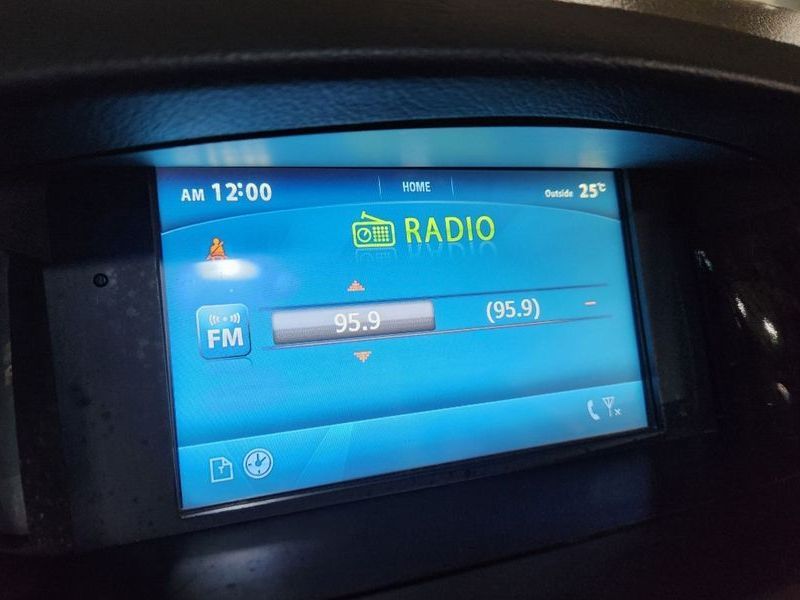 AM 12:00
HOME
Outside 25℃
RADIO
FM
95.9
(95.9)